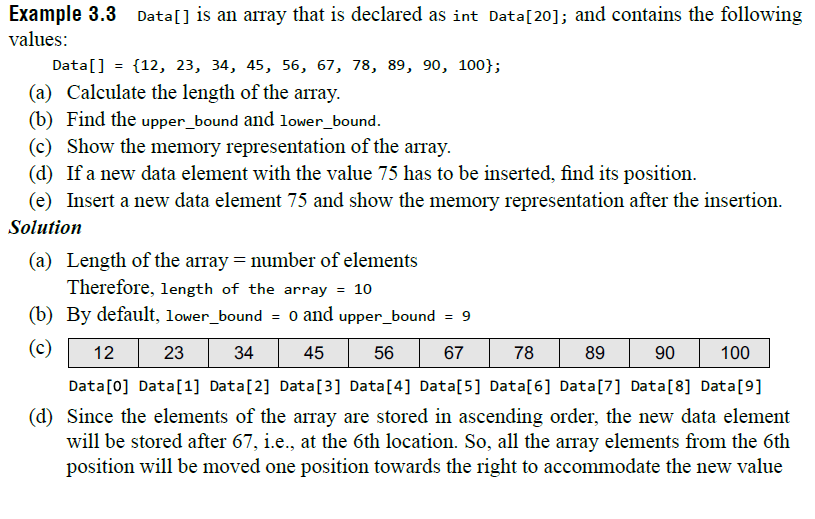 Example 3.3 Data[] is an array that is declared as int Data[20]; and contains the following
values:
Data[] = {12, 23, 34, 45, 56, 67, 78, 89, 90, 100};
(a) Calculate the length of the array.
(b) Find the upper_bound and lower_bound.
(c) Show the memory representation of the array.
(d) If a new data element with the value 75 has to be inserted, find its position.
(e) Insert a new data element 75 and show the memory representation after the insertion.
Solution
(a) Length of the array = number of elements
Therefore, length of the array = 10
(b) By default, lower_bound = 0 and upper_bound = 9
(c) 12 23 34 45 56 67 78 89 90 100
Data[0] Data[1] Data[2] Data[3] Data[4] Data[5] Data[6] Data[7] Data[8] Data[9]
(d) Since the elements of the array are stored in ascending order, the new data element
will be stored after 67, i.e., at the 6th location. So, all the array elements from the 6th
position will be moved one position towards the right to accommodate the new value